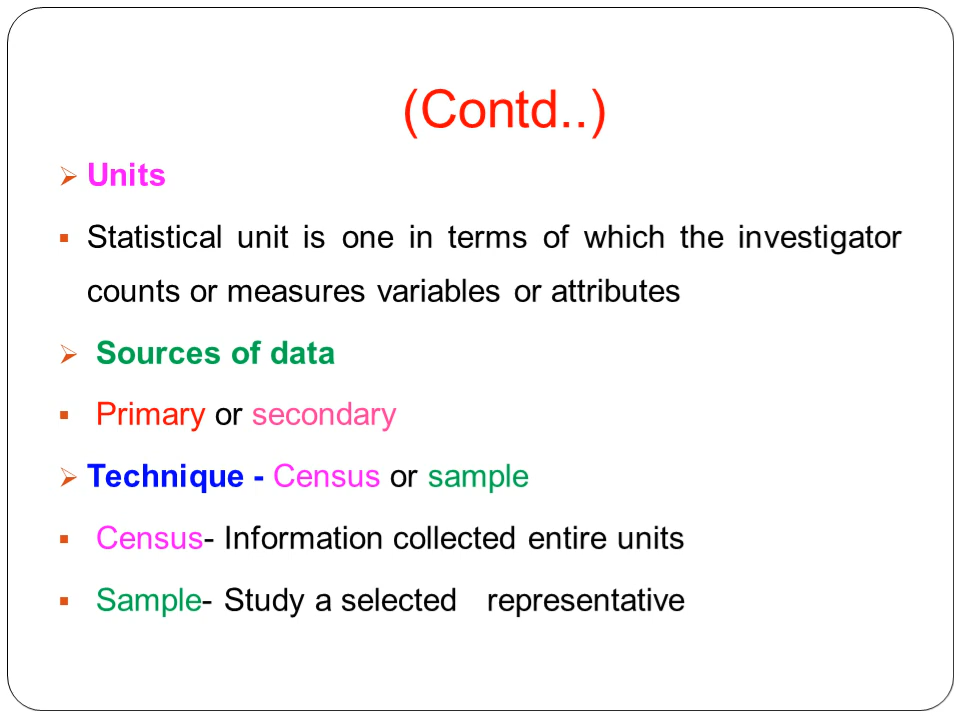 (Contd..)
Units
Statistical unit is one in terms of which the investigator
counts or measures variables or attributes
Sources of data
Primary or secondary
Technique - Census or sample
Census- Information collected entire units
Sample- Study a selected representative